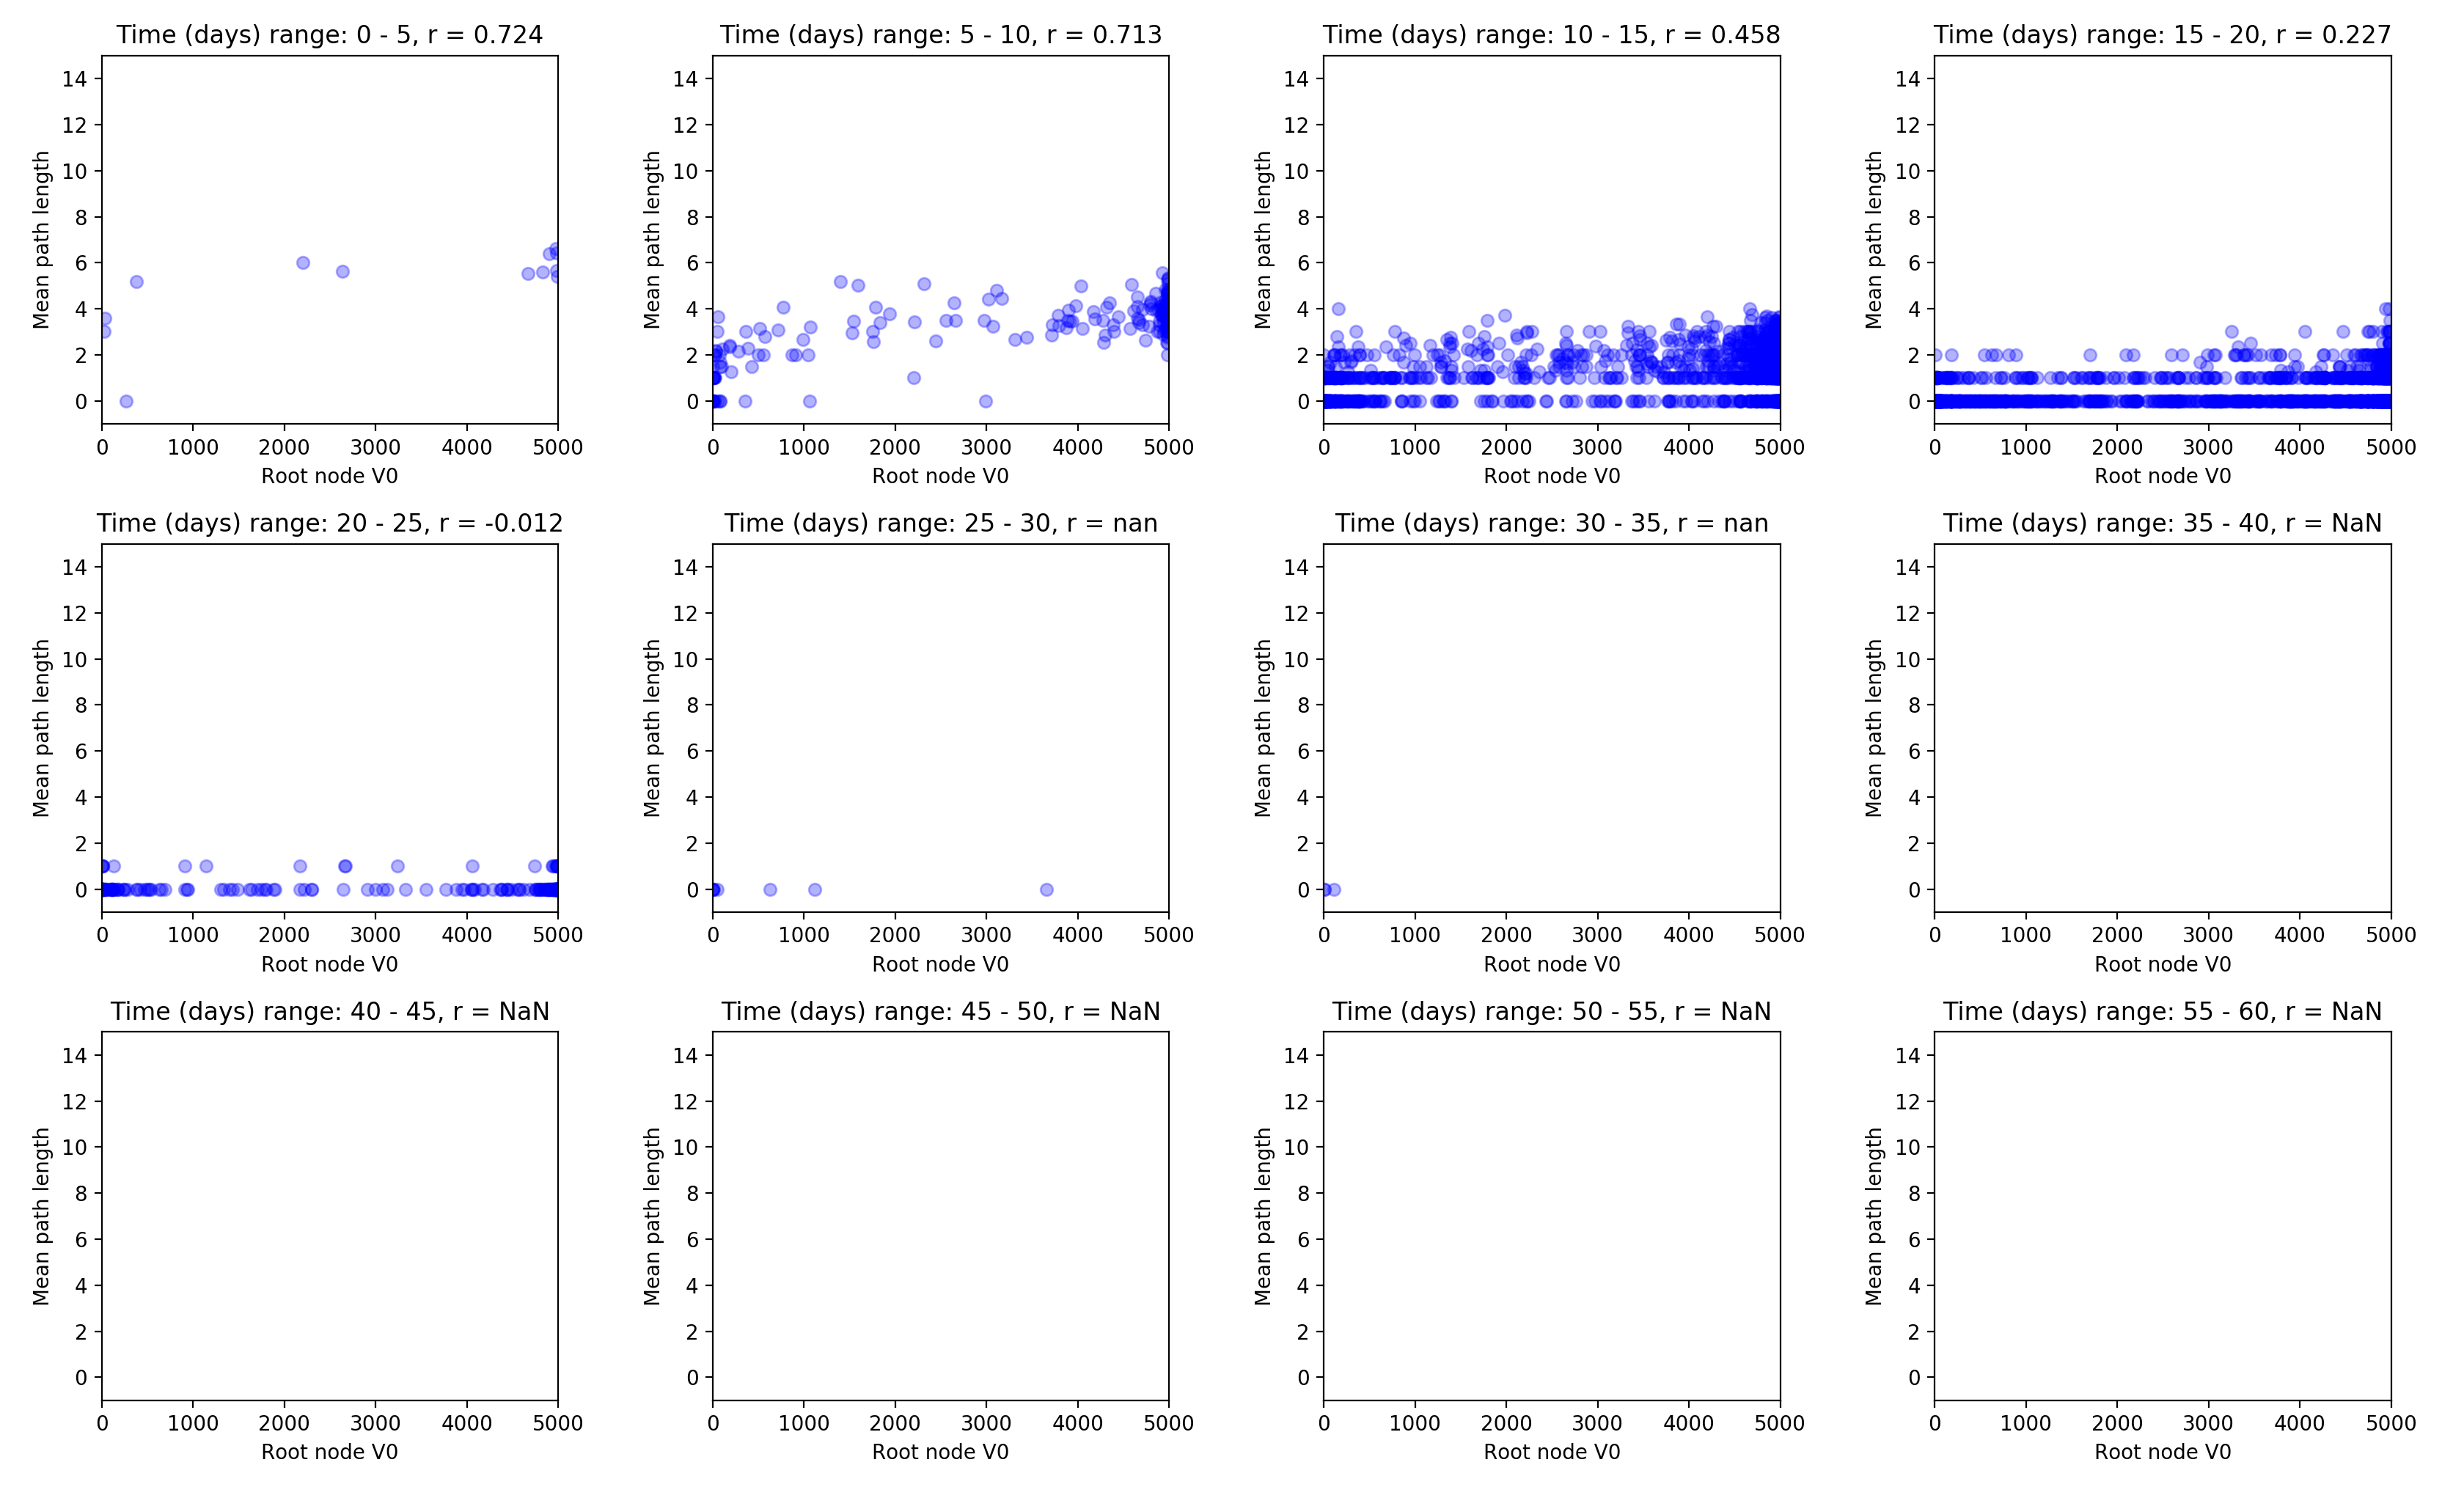 Time (days) range: 0 - 5, r = 0.724
Mean path length
14
12
10
8
6
4
2
0
0 1000 2000 3000 4000 5000
Root node V0
Time (days) range: 5 - 10, r = 0.713
Mean path length
14
12
10
8
6
4
2
0
0 1000 2000 3000 4000 5000
Root node V0
Time (days) range: 10 - 15, r = 0.458
Mean path length
14
12
10
8
6
4
2
0
0 1000 2000 3000 4000 5000
Root node V0
Time (days) range: 15 - 20, r = 0.227
Mean path length
14
12
10
8
6
4
2
0
0 1000 2000 3000 4000 5000
Root node V0
Time (days) range: 20 - 25, r = -0.012
Mean path length
14
12
10
8
6
4
2
0
0 1000 2000 3000 4000 5000
Root node V0
Time (days) range: 25 - 30, r = nan
Mean path length
14
12
10
8
6
4
2
0
0 1000 2000 3000 4000 5000
Root node V0
Time (days) range: 30 - 35, r = nan
Mean path length
14
12
10
8
6
4
2
0
0 1000 2000 3000 4000 5000
Root node V0
Time (days) range: 35 - 40, r = NaN
Mean path length
14
12
10
8
6
4
2
0
0 1000 2000 3000 4000 5000
Root node V0
Time (days) range: 40 - 45, r = NaN
Mean path length
14
12
10
8
6
4
2
0
0 1000 2000 3000 4000 5000
Root node V0
Time (days) range: 45 - 50, r = NaN
Mean path length
14
12
10
8
6
4
2
0
0 1000 2000 3000 4000 5000
Root node V0
Time (days) range: 50 - 55, r = NaN
Mean path length
14
12
10
8
6
4
2
0
0 1000 2000 3000 4000 5000
Root node V0
Time (days) range: 55 - 60, r = NaN
Mean path length
14
12
10
8
6
4
2
0
0 1000 2000 3000 4000 5000
Root node V0